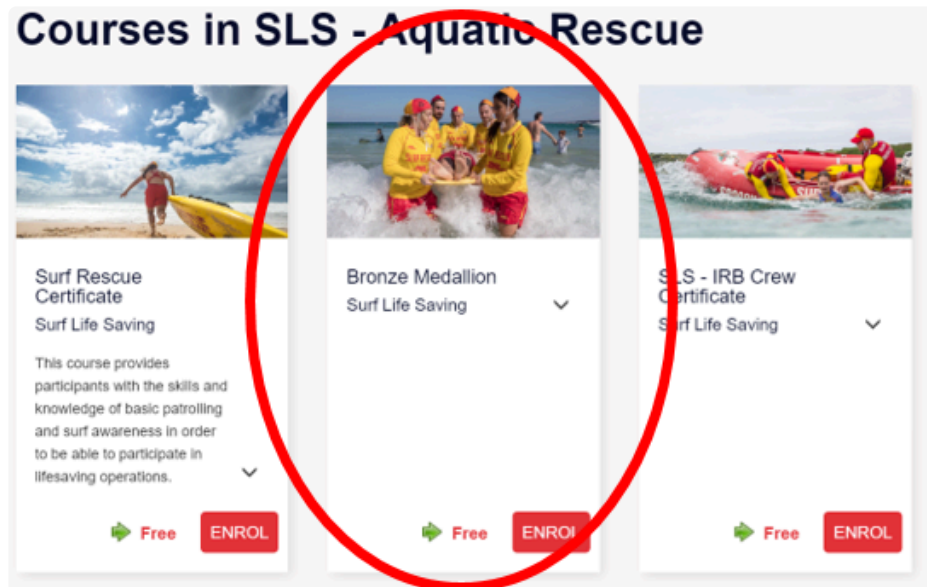 Courses in SLS - Aquatic Rescue
Surf Rescue
Certificate
Surf Life Saving
This course provides
participants with the skills and
knowledge of basic patrolling
and surf awareness in order
to be able to participate in
lifesaving operations.
Free
ENROL
Bronze Medallion
Surf Life Saving
Free
ENROL
SLS - IRB Crew
Certificate
Surf Life Saving
Free
ENROL